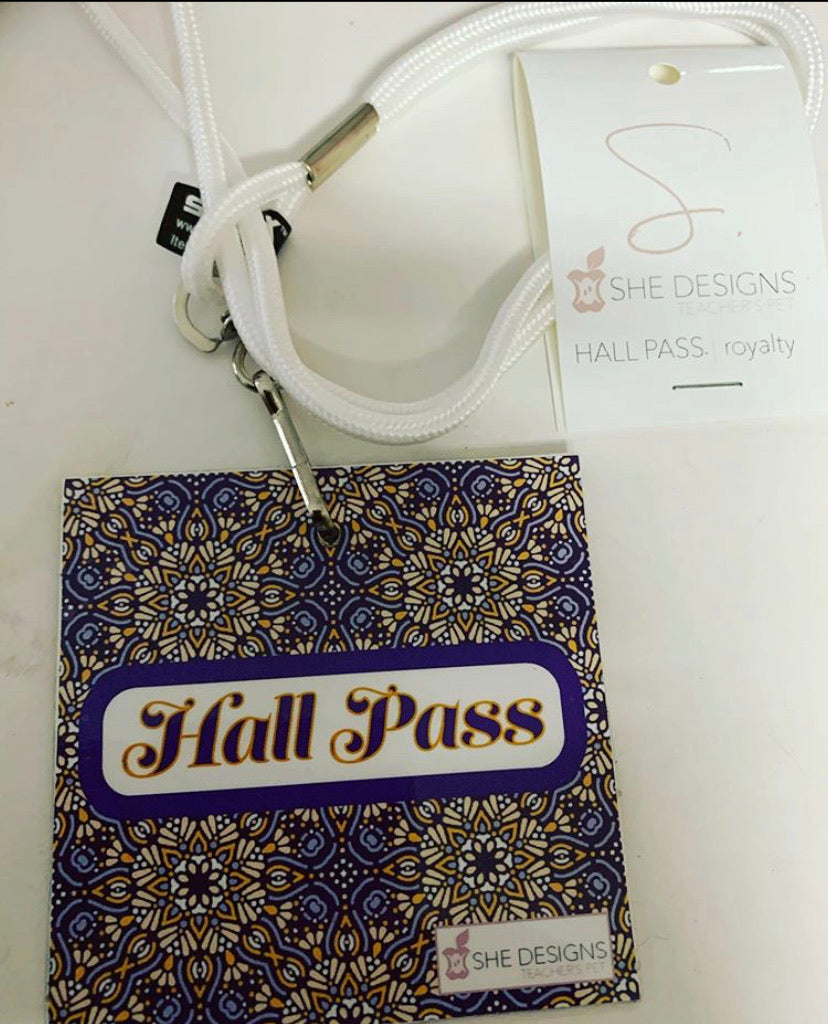 S.
SHE DESIGNS
TEACHER'S PET
HALL PASS. | royalty
Hall Pass
SHE DESIGNS
TEACHER'S PET